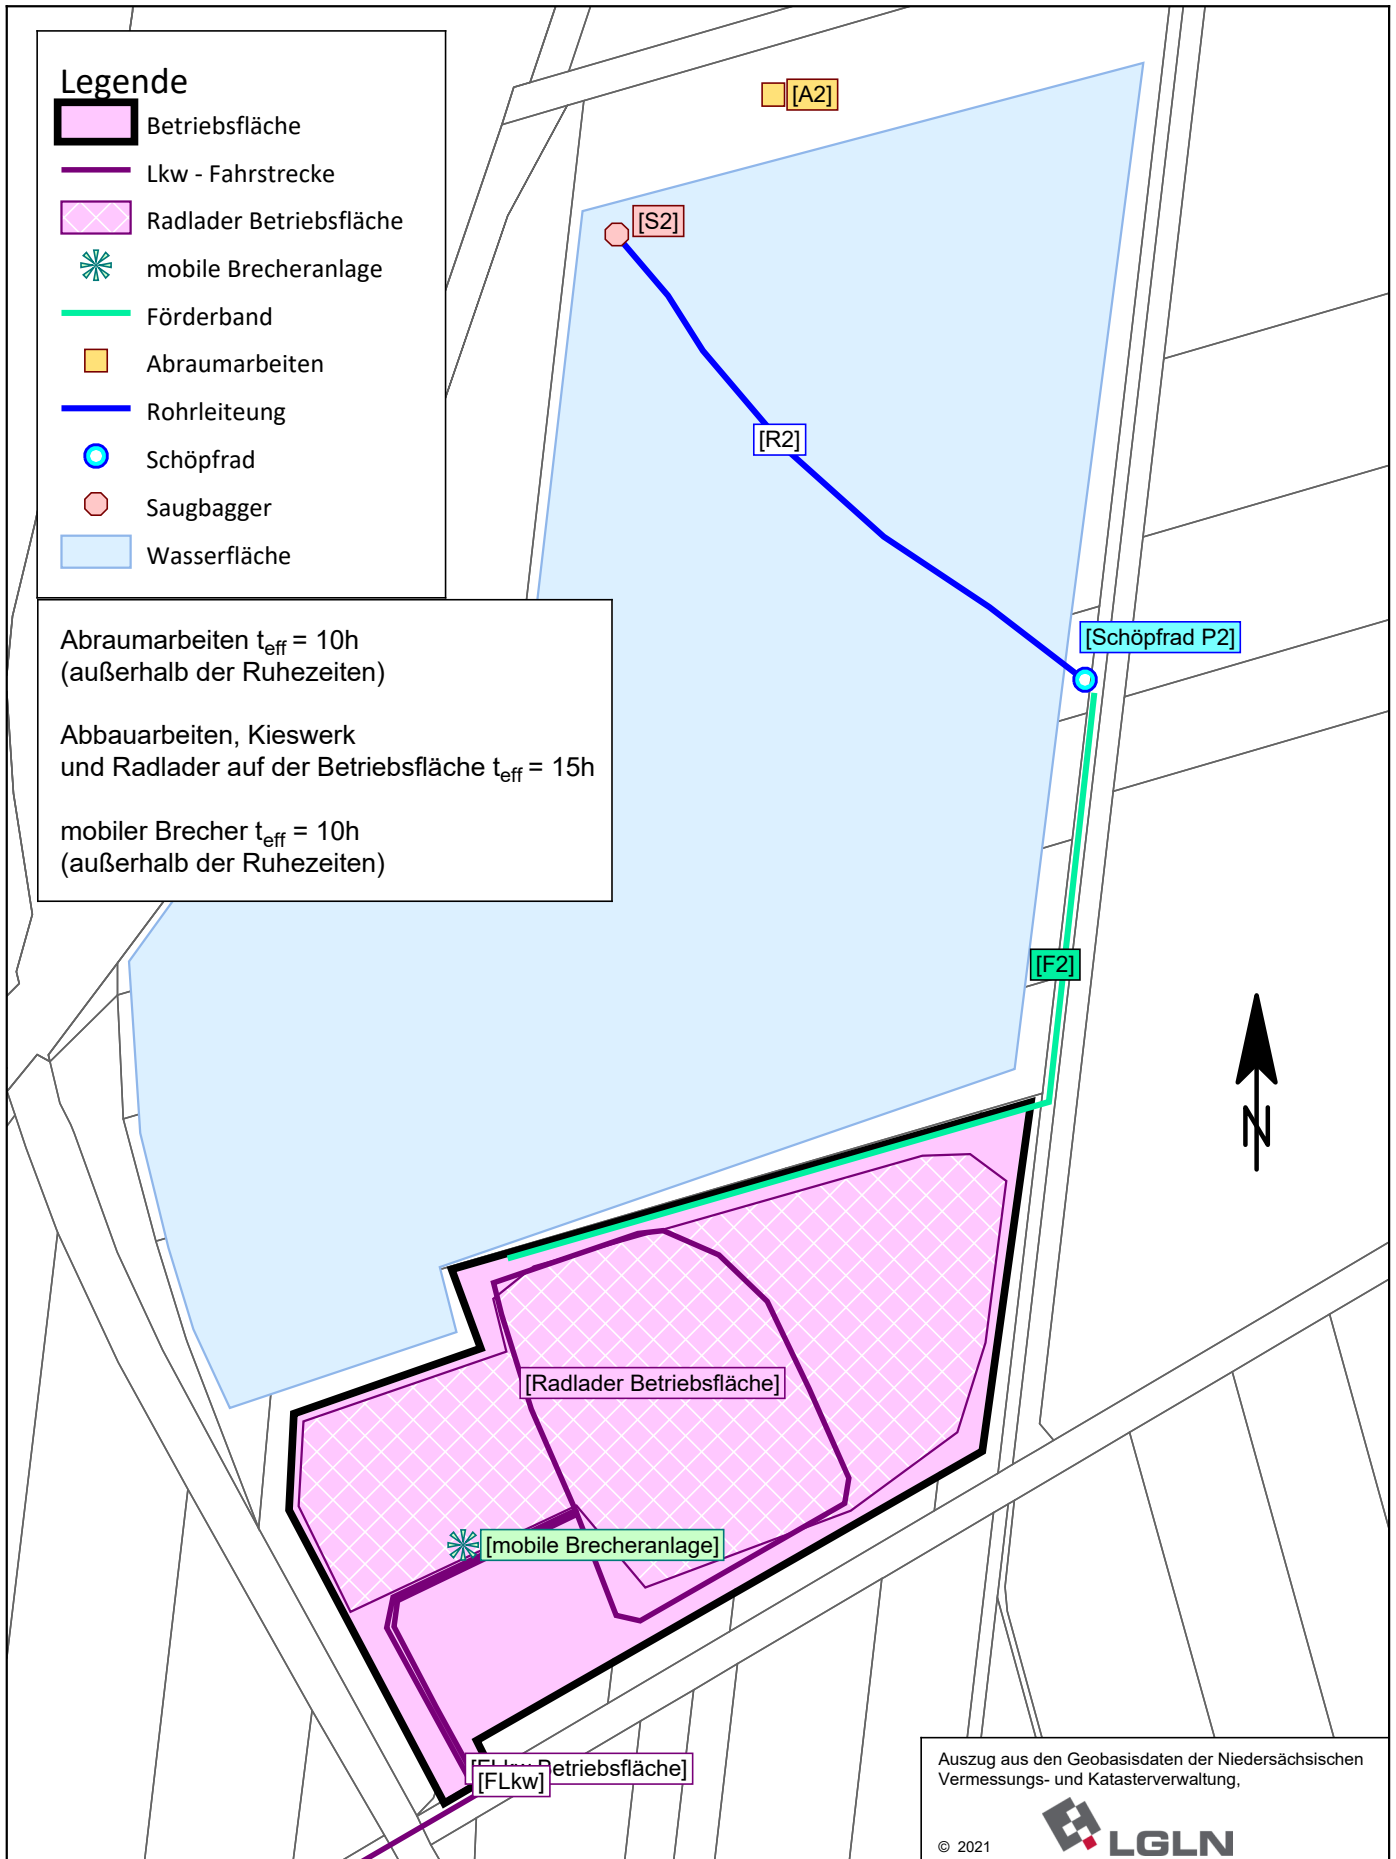 Legende
Betriebsfläche
Lkw - Fahrstrecke
Radlader Betriebsfläche
mobile Brecheranlage
Förderband
Abraumarbeiten
Rohrleiteung
Schöpfrad
Saugbagger
Wasserfläche
Abraumarbeiten teff = 10h
(außerhalb der Ruhezeiten)
Abbauarbeiten, Kieswerk
und Radlader auf der Betriebsfläche teff = 15h
mobiler Brecher teff = 10h
(außerhalb der Ruhezeiten)
[A2]
[S2]
[R2]
[Schöpfrad P2]
[F2]
N
[Radlader Betriebsfläche]
[mobile Brecheranlage]
[FLkw Betriebsfläche]
[FLkw]
Auszug aus den Geobasisdaten der Niedersächsischen
Vermessungs- und Katasterverwaltung,
© 2021
LGLN